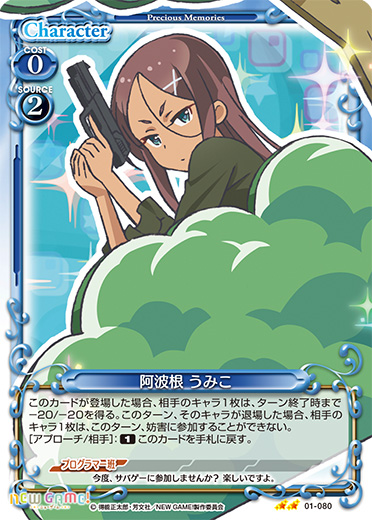 Precious Memories
Character
COST
0
SOURCE
2
阿波根 うみこ
このカードが登場した場合、相手のキャラ1枚は、ターン終了時まで
−20/−20を得る。このターン、そのキャラが退場した場合、相手の
キャラ1枚は、このターン、妨害に参加することができない。
[アプローチ/相手]:1 このカードを手札に戻す。
プログラマー班
今度、サバゲーに参加しませんか？ 楽しいですよ。
new Game!
© 得能正太郎・芳文社／NEW GAME!製作委員会
01-080